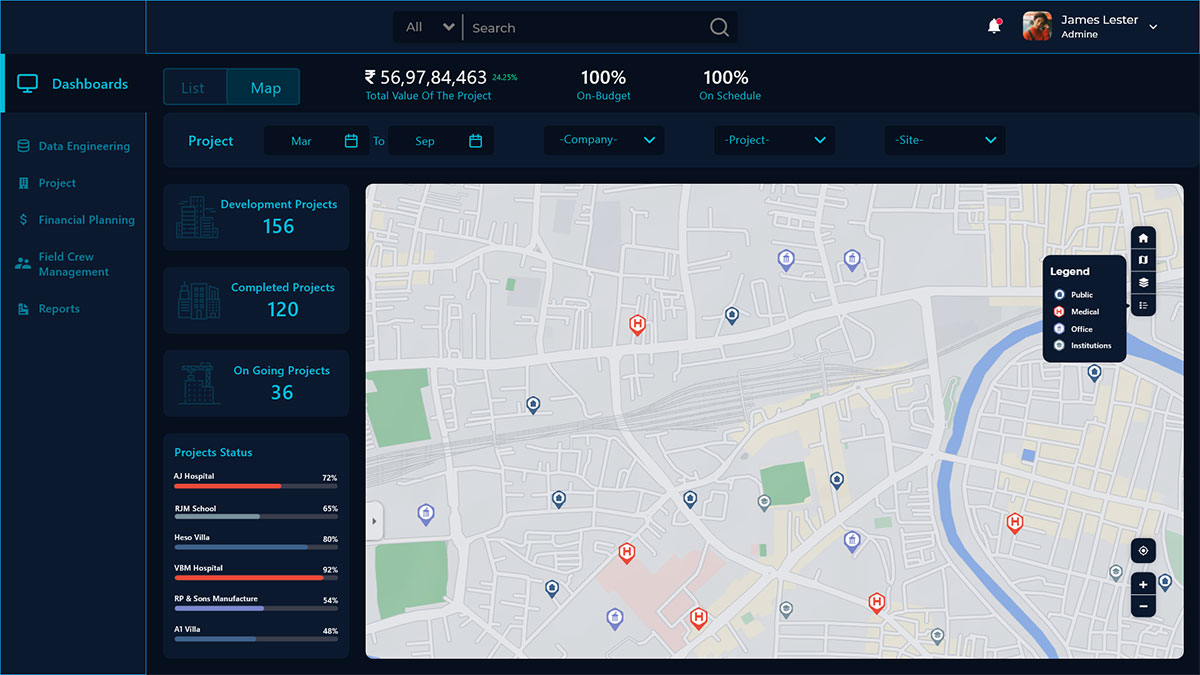 All
Search
James Lester
Admine
Dashboards
List
Map
₹ 56,97,84,463 24.25%
Total Value Of The Project
100%
On-Budget
100%
On Schedule
Data Engineering
Project
Financial Planning
Field Crew
Management
Reports
Project
Mar
To
Sep
-Company-
-Project-
-Site-
Development Projects
156
Completed Projects
120
On Going Projects
36
Projects Status
AJ Hospital 72%
RJM School 65%
Heso Villa 80%
VBM Hospital 92%
RP & Sons Manufacture 54%
A1 Villa 48%
Legend
Public
Medical
Office
Institutions